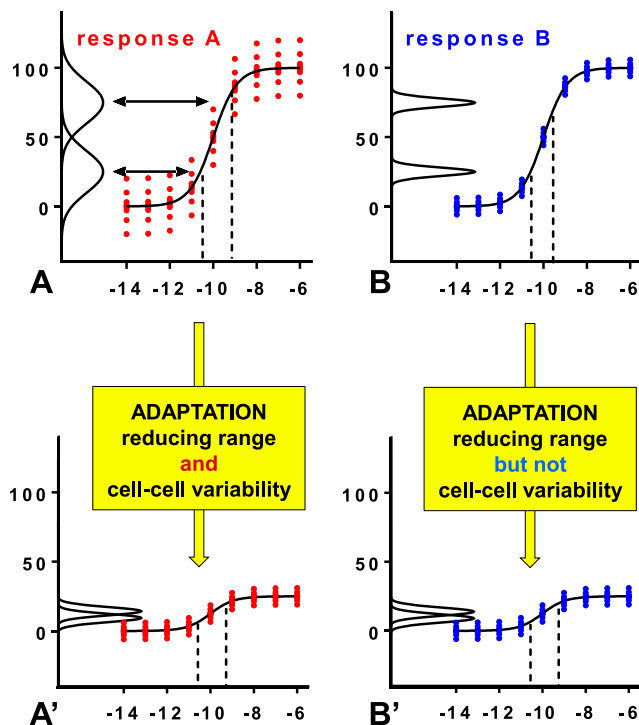 response A
100
50
0
A
-14 -12 -10 -8 -6
response B
100
50
0
B
-14 -12 -10 -8 -6
ADAPTATION
reducing range
and
cell-cell variability
ADAPTATION
reducing range
but not
cell-cell variability
100
50
0
A'
-14 -12 -10 -8 -6
100
50
0
B'
-14 -12 -10 -8 -6